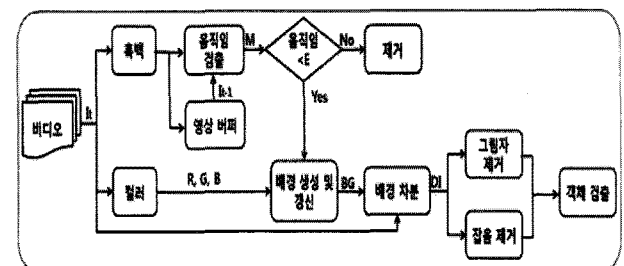 흑백
움직임
검출
M
움직임
<E
No
제거
비디오
It
It-1
영상 버퍼
Yes
컬러
R, G, B
배경 생성 및
갱신
BG
배경 차분
DI
그림자
제거
잡음 제거
객체 검출